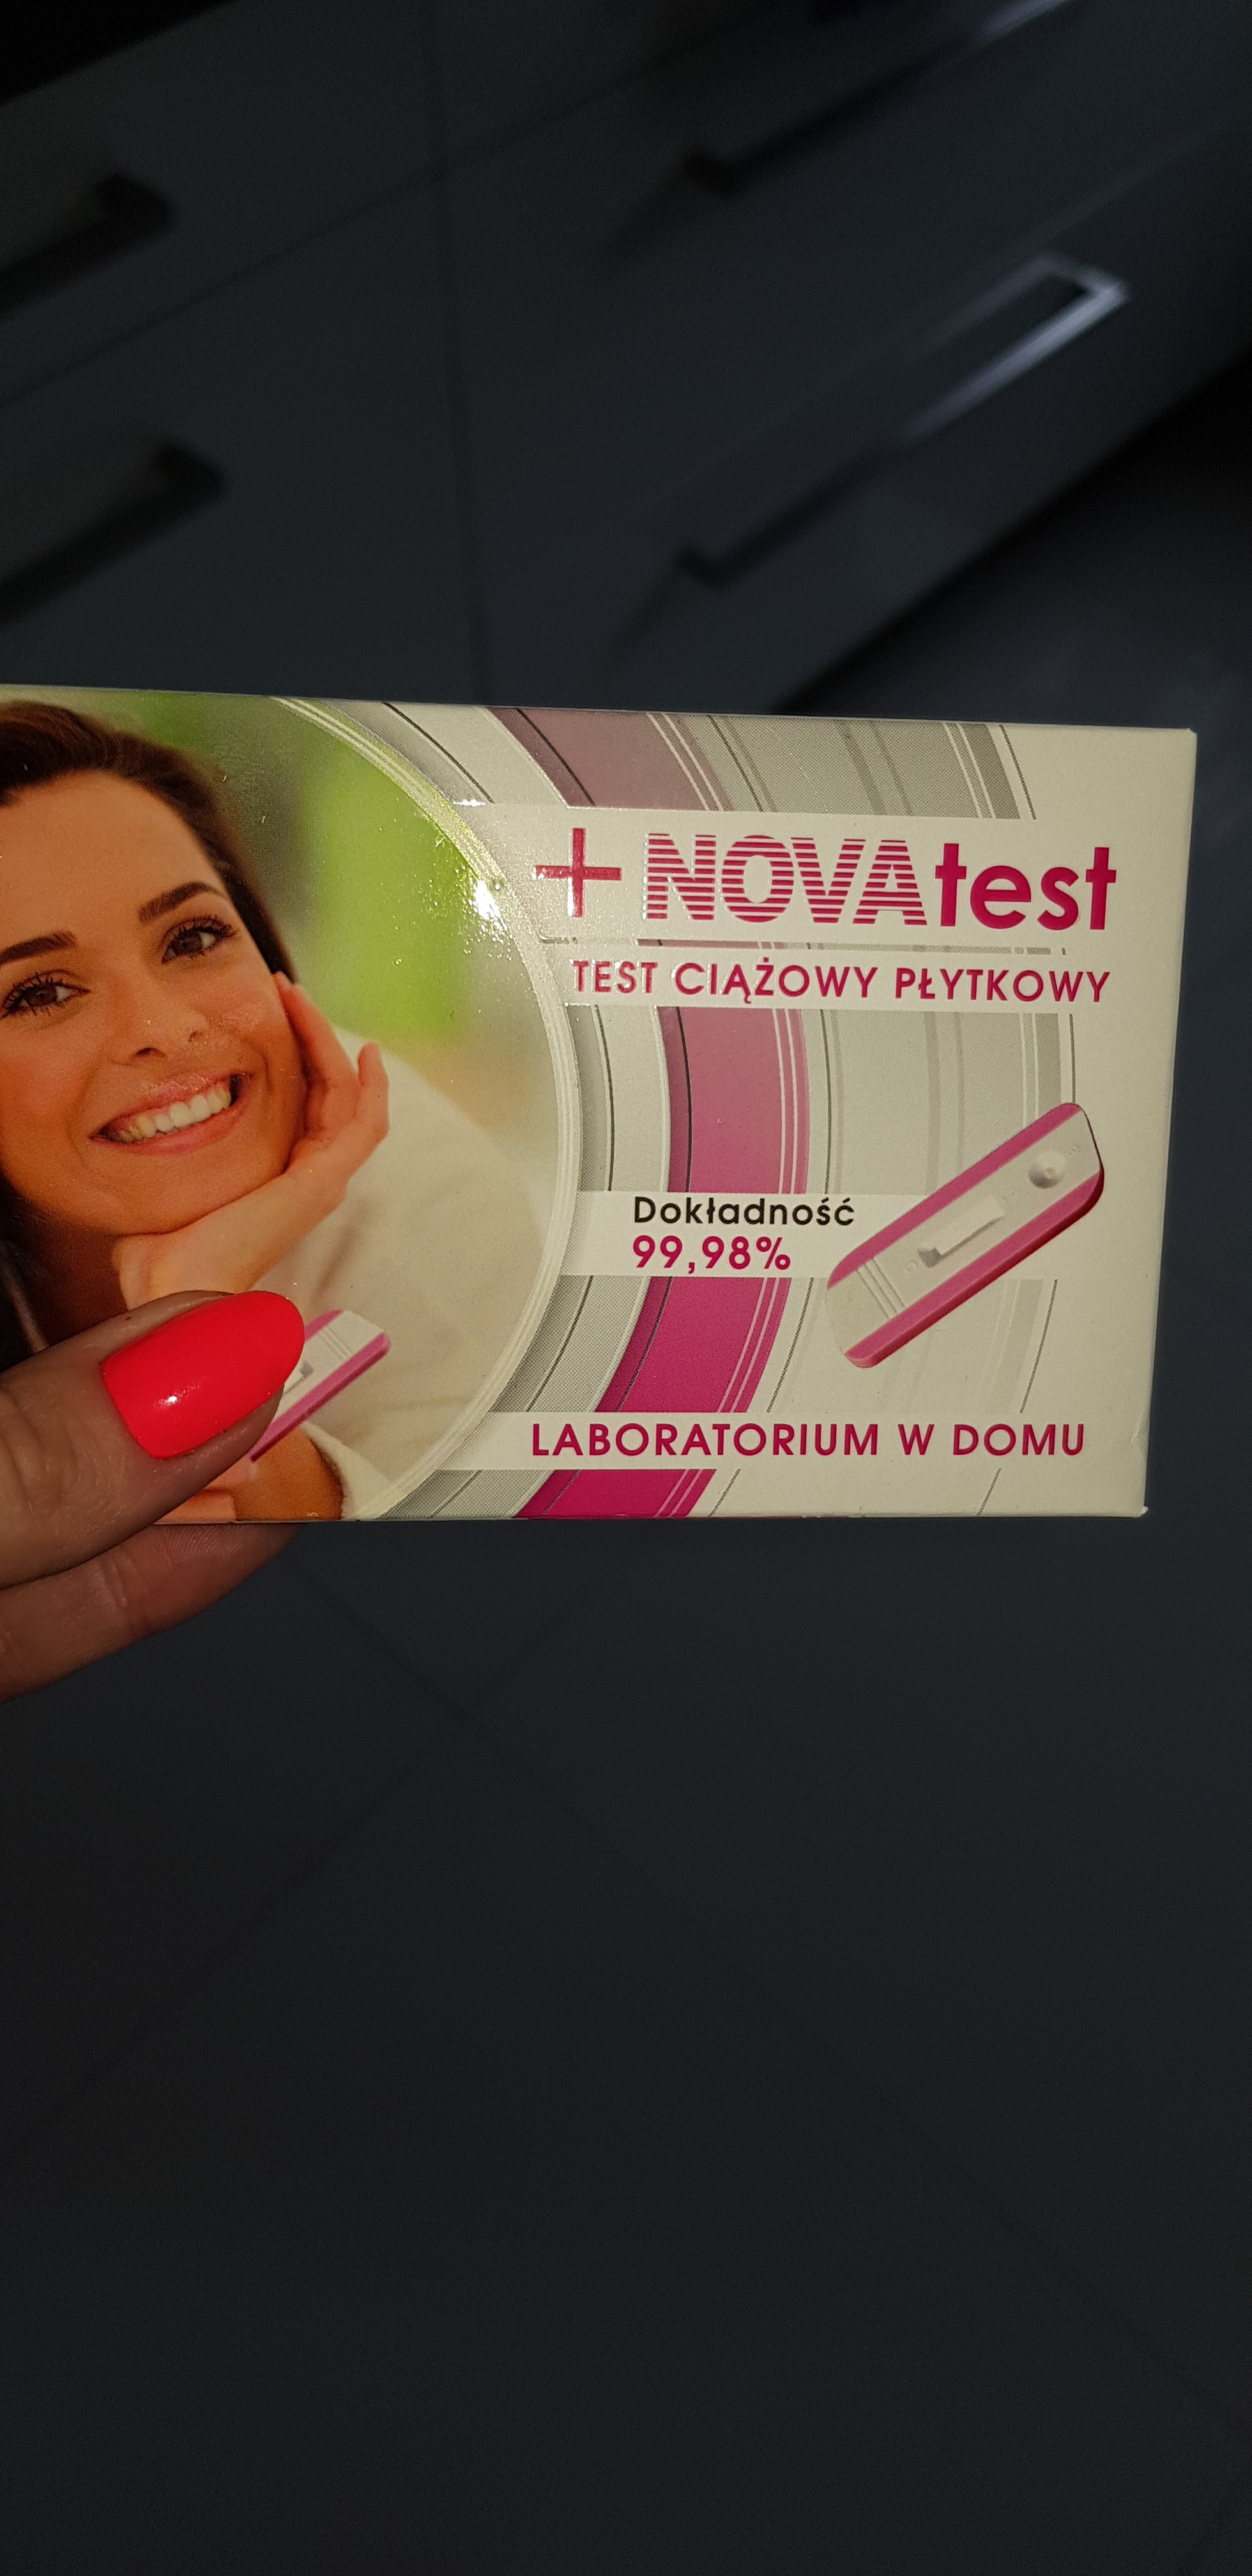 + NOVAtest
TEST CIĄŻOWY PŁYTKOWY
Dokładność
99,98%
LABORATORIUM W DOMU